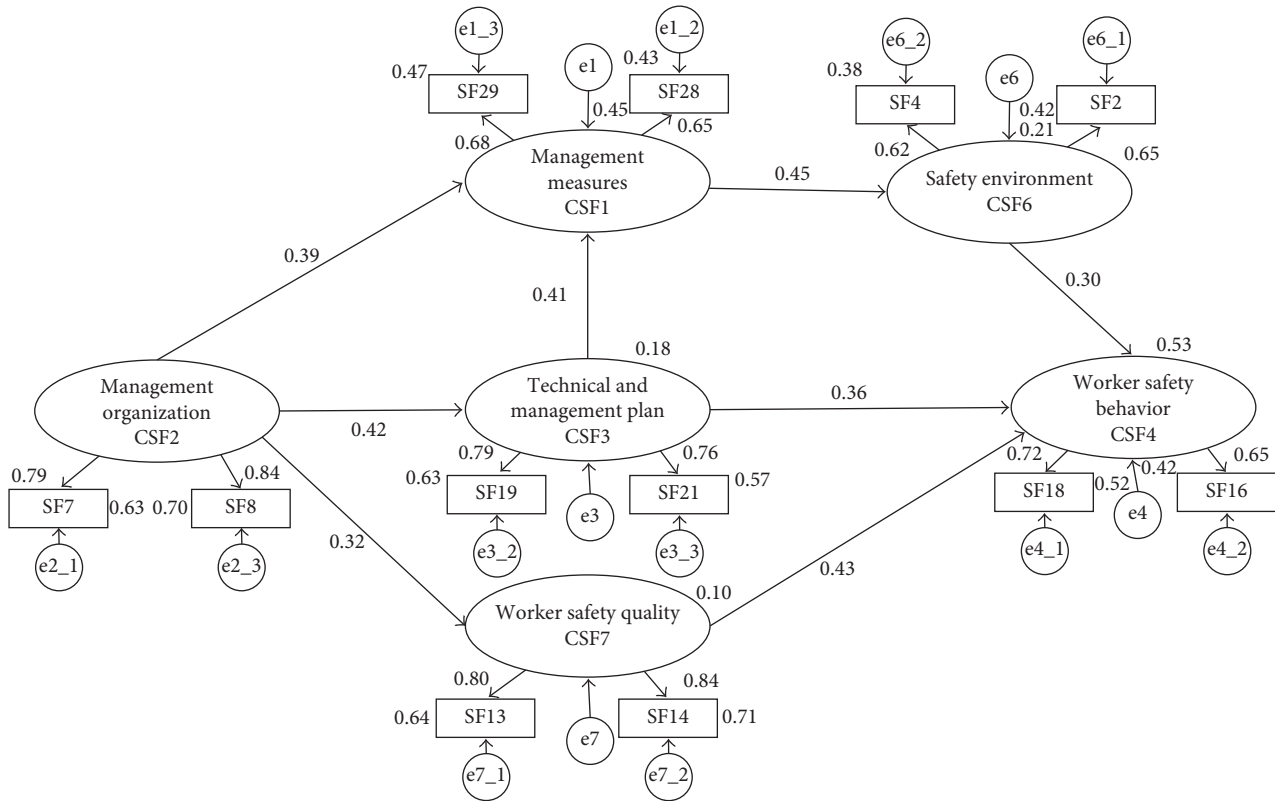 e1_3
e1_2
e6_2
e6_1
e1
e6
0.47
0.43
0.38
SF29
SF28
SF4
SF2
0.45
0.42
0.21
0.68
0.65
0.62
0.65
Management
measures
CSF1
0.45
Safety environment
CSF6
0.39
0.41
0.30
0.18
0.53
Management
organization
CSF2
0.42
Technical and
management plan
CSF3
0.36
Worker safety
behavior
CSF4
0.79
0.84
0.79
0.76
0.72
0.42
0.65
SF7
0.63
0.70
SF8
0.63
SF19
SF21
0.57
SF18
0.52
SF16
e2_1
e2_3
e3_2
e3
e3_3
e4_1
e4
e4_2
0.32
0.43
0.10
Worker safety quality
CSF7
0.80
0.84
0.64
SF13
SF14
0.71
e7
e7_1
e7_2